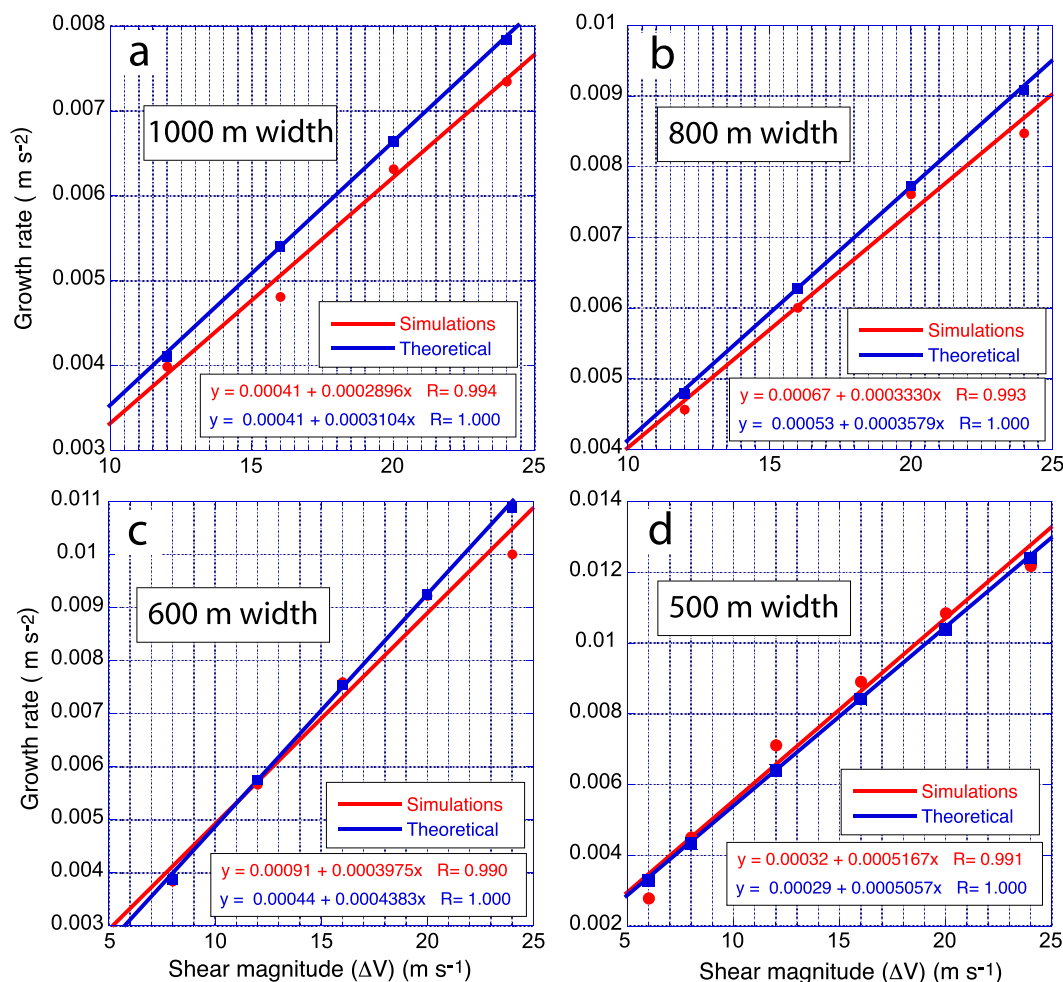 a
1000 m width
Growth rate ( m s-2)
0.008
0.007
0.006
0.005
0.004
0.003
Simulations
Theoretical
y = 0.00041 + 0.0002896x R= 0.994
y = 0.00041 + 0.0003104x R= 1.000
10 15 20 25
b
800 m width
0.01
0.009
0.008
0.007
0.006
0.005
0.004
Simulations
Theoretical
y = 0.00067 + 0.0003330x R= 0.993
y = 0.00053 + 0.0003579x R= 1.000
10 15 20 25
c
600 m width
Growth rate ( m s-2)
0.011
0.01
0.009
0.008
0.007
0.006
0.005
0.004
0.003
Simulations
Theoretical
y = 0.00091 + 0.0003975x R= 0.990
y = 0.00044 + 0.0004383x R= 1.000
5 10 15 20 25
Shear magnitude (ΔV) (m s-1)
d
500 m width
0.014
0.012
0.01
0.008
0.006
0.004
0.002
Simulations
Theoretical
y = 0.00032 + 0.0005167x R= 0.991
y = 0.00029 + 0.0005057x R= 1.000
5 10 15 20 25
Shear magnitude (ΔV) (m s-1)